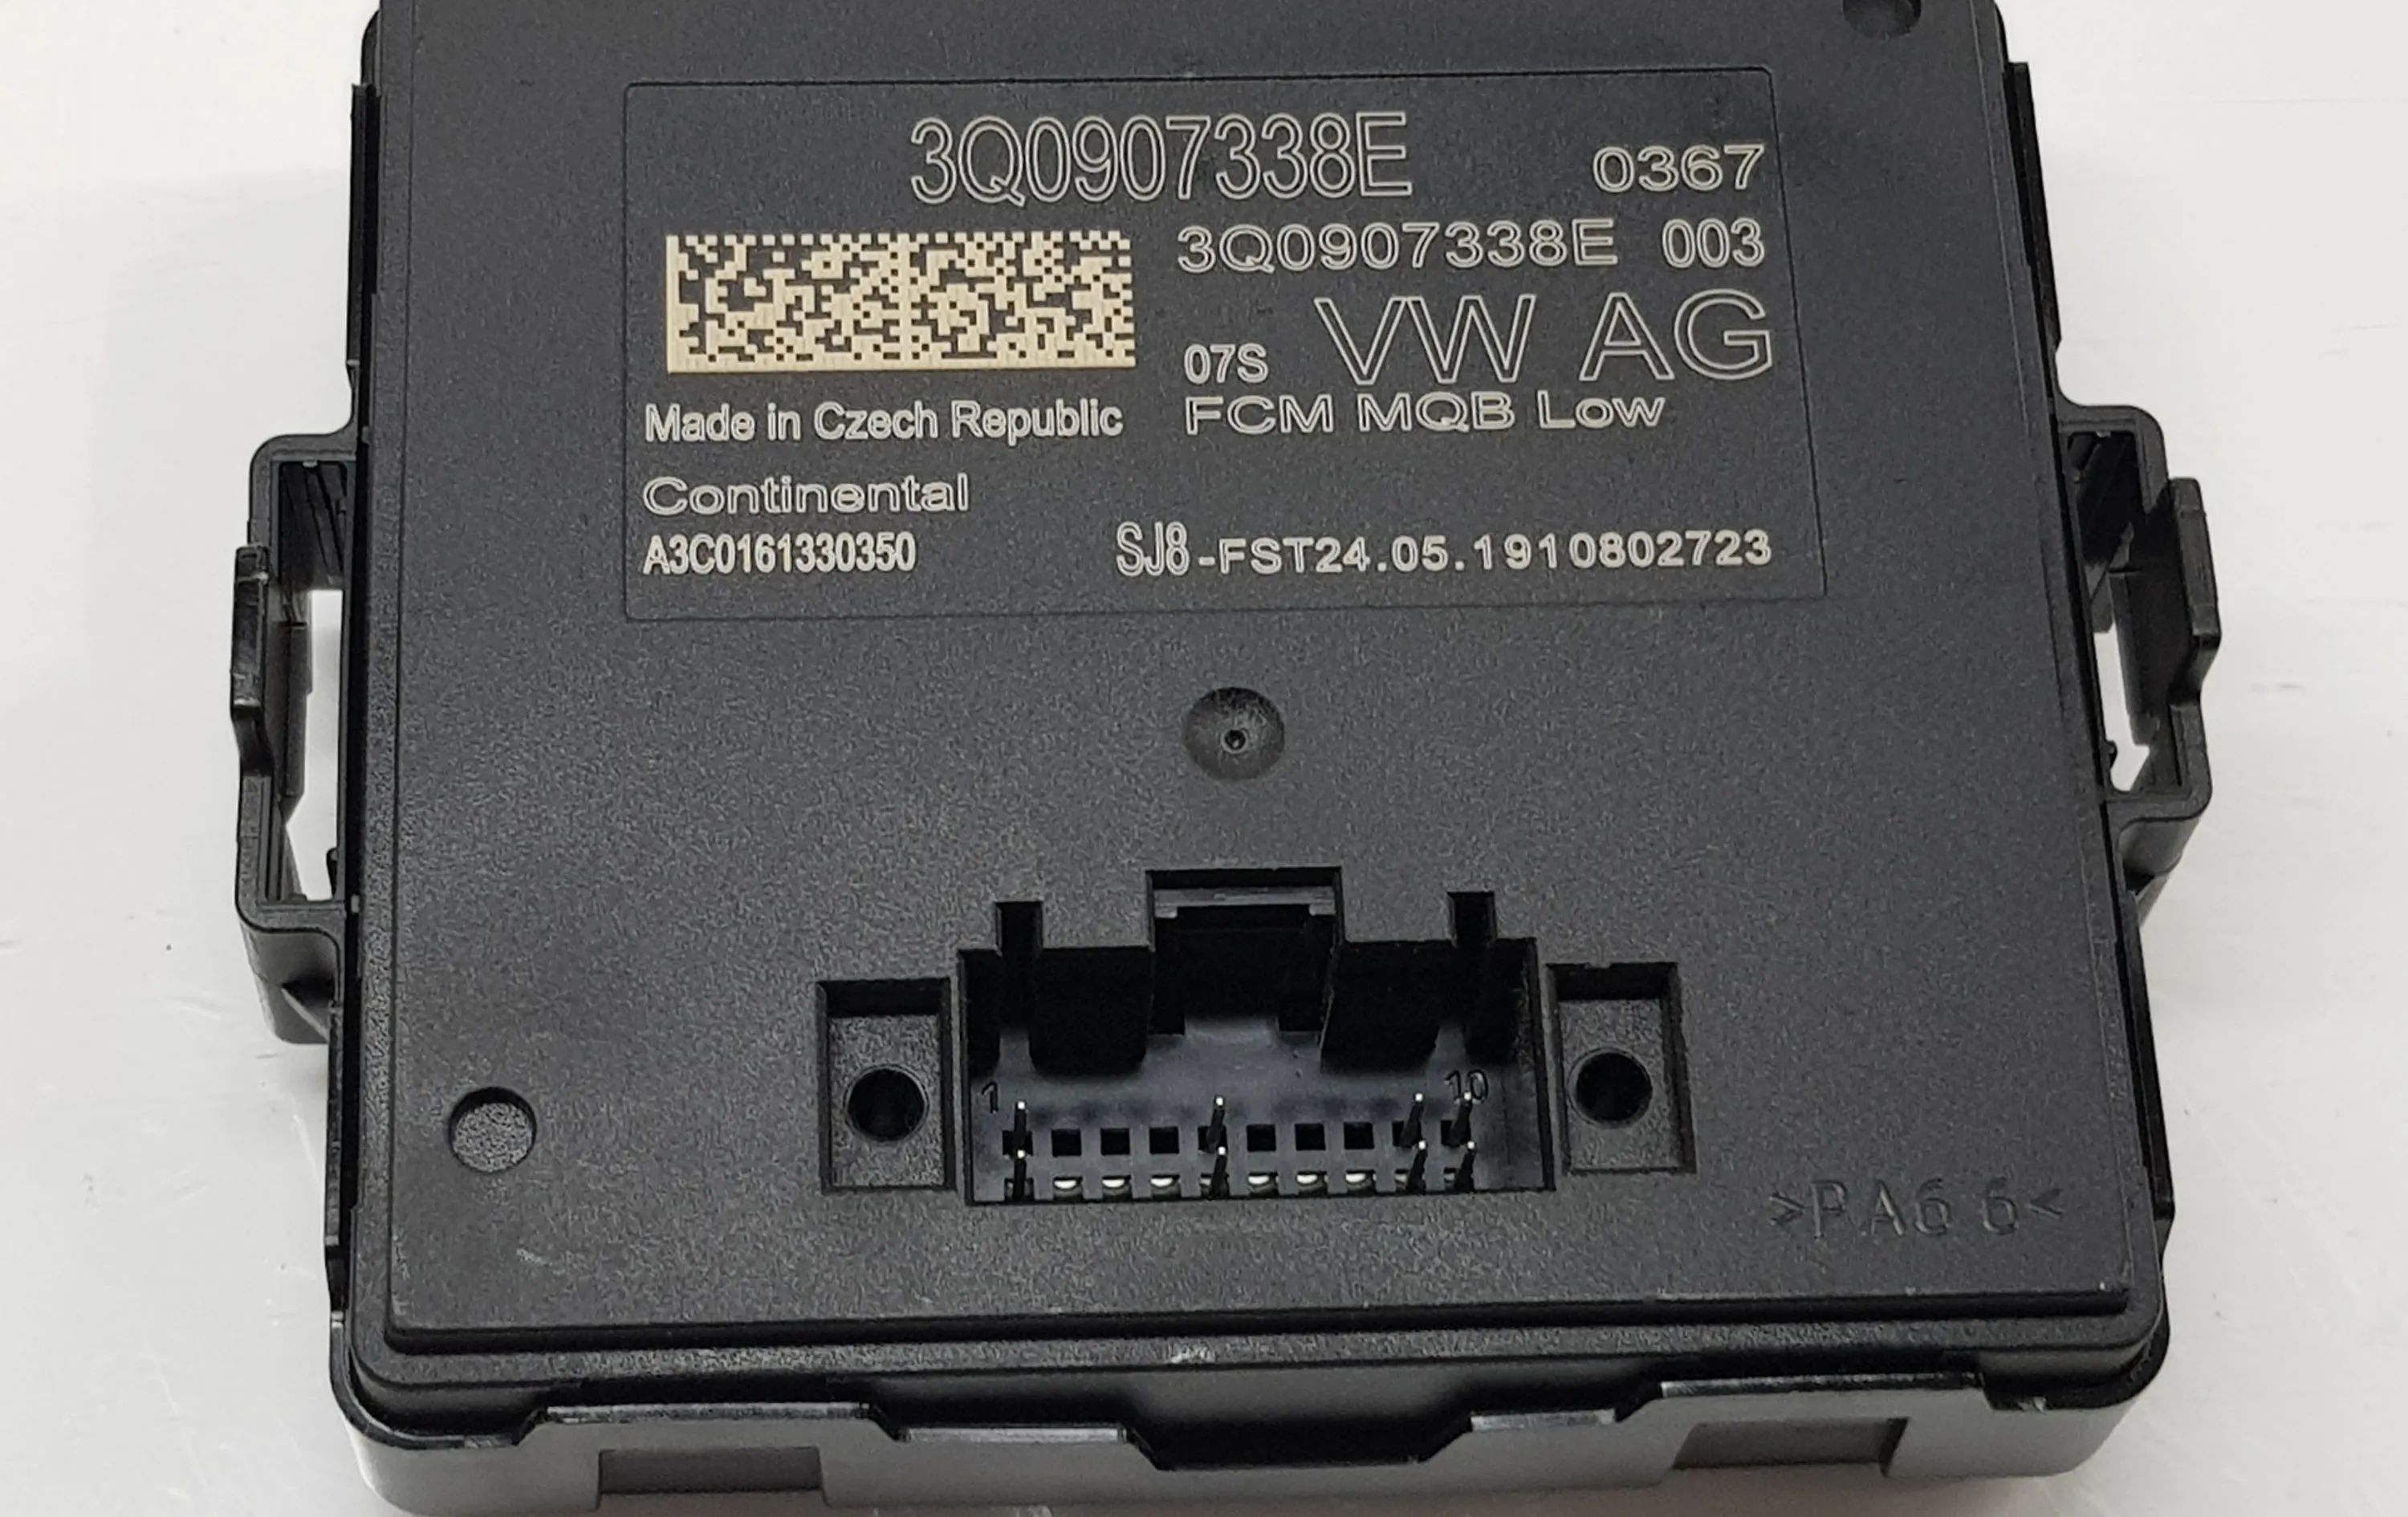 3Q0907338E
0367
3Q0907338E 003
07S VW AG
FCM MQB Low
Made in Czech Republic
Continental
A3C0161330350
SJ8-FST24.05.1910802723
1 10
>PA6 6<